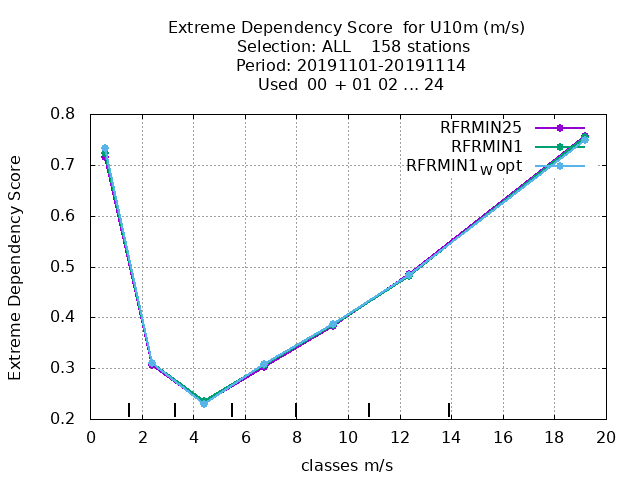 Extreme Dependency Score  for U10m (m/s)
Selection: ALL    158 stations
Period: 20191101-20191114
Used  00  + 01 02 ... 24
Extreme Dependency Score
0.8
0.7
0.6
0.5
0.4
0.3
0.2
RFRMIN25
RFRMIN1
RFRMIN1W opt
0 2 4 6 8 10 12 14 16 18 20
classes m/s